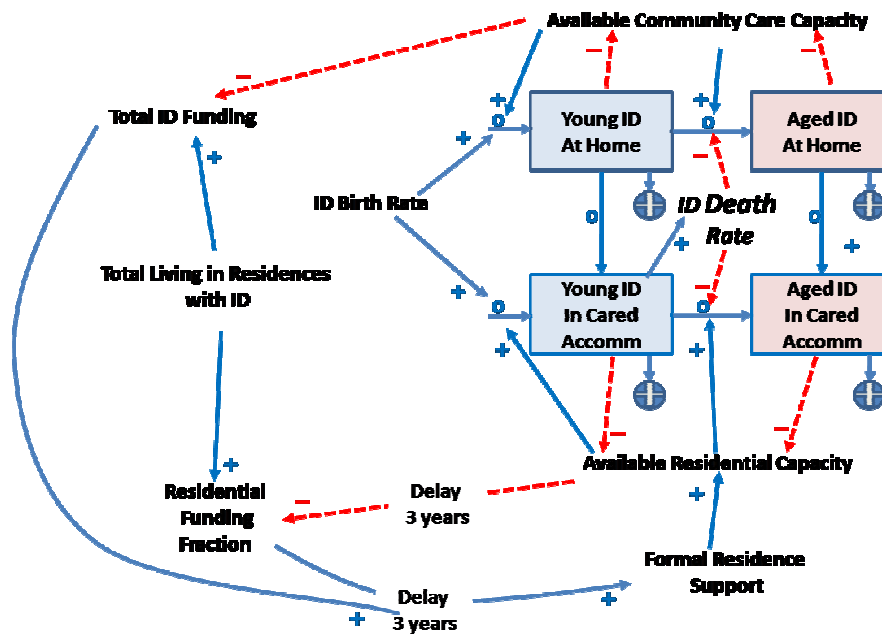 Available Community Care Capacity
−
−
−
+
+
Total ID Funding
o
o
Young ID
At Home
Aged ID
At Home
+
−
+
ID Birth Rate
ID Death
Rate
o
o
+
+
Total Living in Residences
with ID
+
o
−
o
Young ID
In Cared
Accomm
Aged ID
In Cared
Accomm
+
+
−
−
+
Available Residential Capacity
Residential
Funding
Fraction
−
Delay
3 years
+
Formal Residence
Support
Delay
3 years
+
+